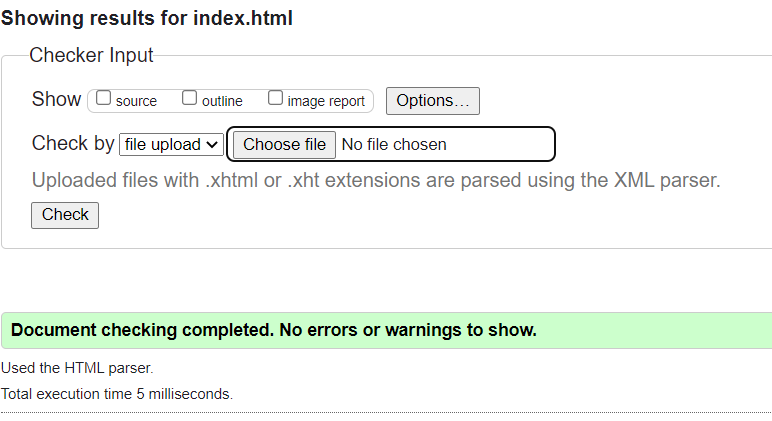 Showing results for index.html
Checker Input
Show source outline image report Options...
Check by file upload Choose file No file chosen
Uploaded files with .xhtml or .xht extensions are parsed using the XML parser.
Check
Document checking completed. No errors or warnings to show.
Used the HTML parser.
Total execution time 5 milliseconds.